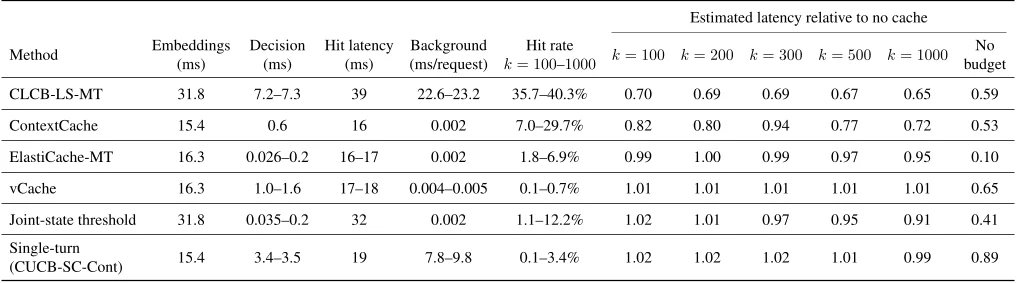 Estimated latency relative to no cache
Method Embeddings (ms) Decision (ms) Hit latency (ms) Background (ms/request) Hit rate k = 100–1000 k = 100 k = 200 k = 300 k = 500 k = 1000 No budget
CLCB-LS-MT 31.8 7.2–7.3 39 22.6–23.2 35.7–40.3% 0.70 0.69 0.69 0.67 0.65 0.59
ContextCache 15.4 0.6 16 0.002 7.0–29.7% 0.82 0.80 0.94 0.77 0.72 0.53
ElastiCache-MT 16.3 0.026–0.2 16–17 0.002 1.8–6.9% 0.99 1.00 0.99 0.97 0.95 0.10
vCache 16.3 1.0–1.6 17–18 0.004–0.005 0.1–0.7% 1.01 1.01 1.01 1.01 1.01 0.65
Joint-state threshold 31.8 0.035–0.2 32 0.002 1.1–12.2% 1.02 1.01 0.97 0.95 0.91 0.41
Single-turn
(CUCB-SC-Cont) 15.4 3.4–3.5 19 7.8–9.8 0.1–3.4% 1.02 1.02 1.02 1.01 0.99 0.89